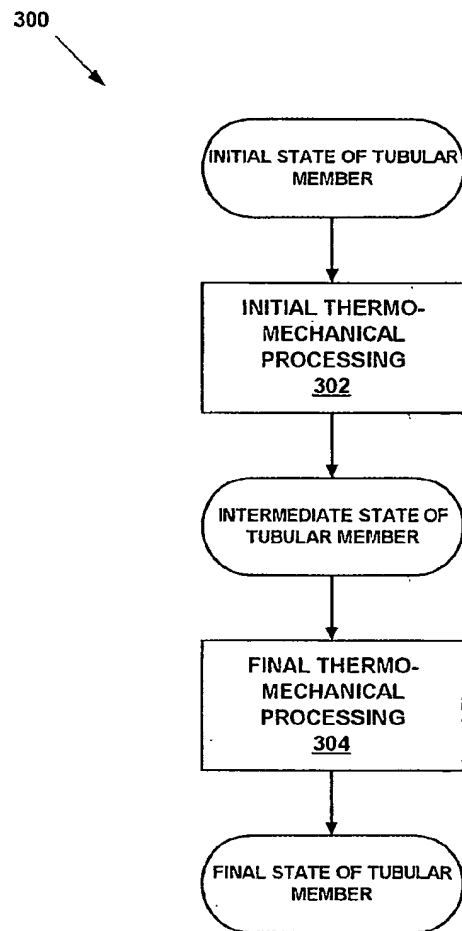 300
INITIAL STATE OF TUBULAR
MEMBER
INITIAL THERMO-
MECHANICAL
PROCESSING
302
INTERMEDIATE STATE OF
TUBULAR MEMBER
FINAL THERMO-
MECHANICAL
PROCESSING
304
FINAL STATE OF TUBULAR
MEMBER